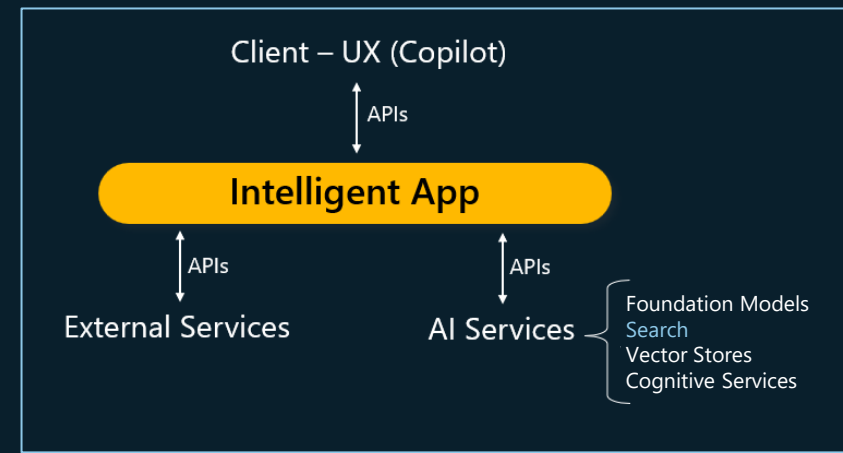 Client – UX (Copilot)
APIs
Intelligent App
APIs
APIs
External Services
AI Services
Foundation Models
Search
Vector Stores
Cognitive Services